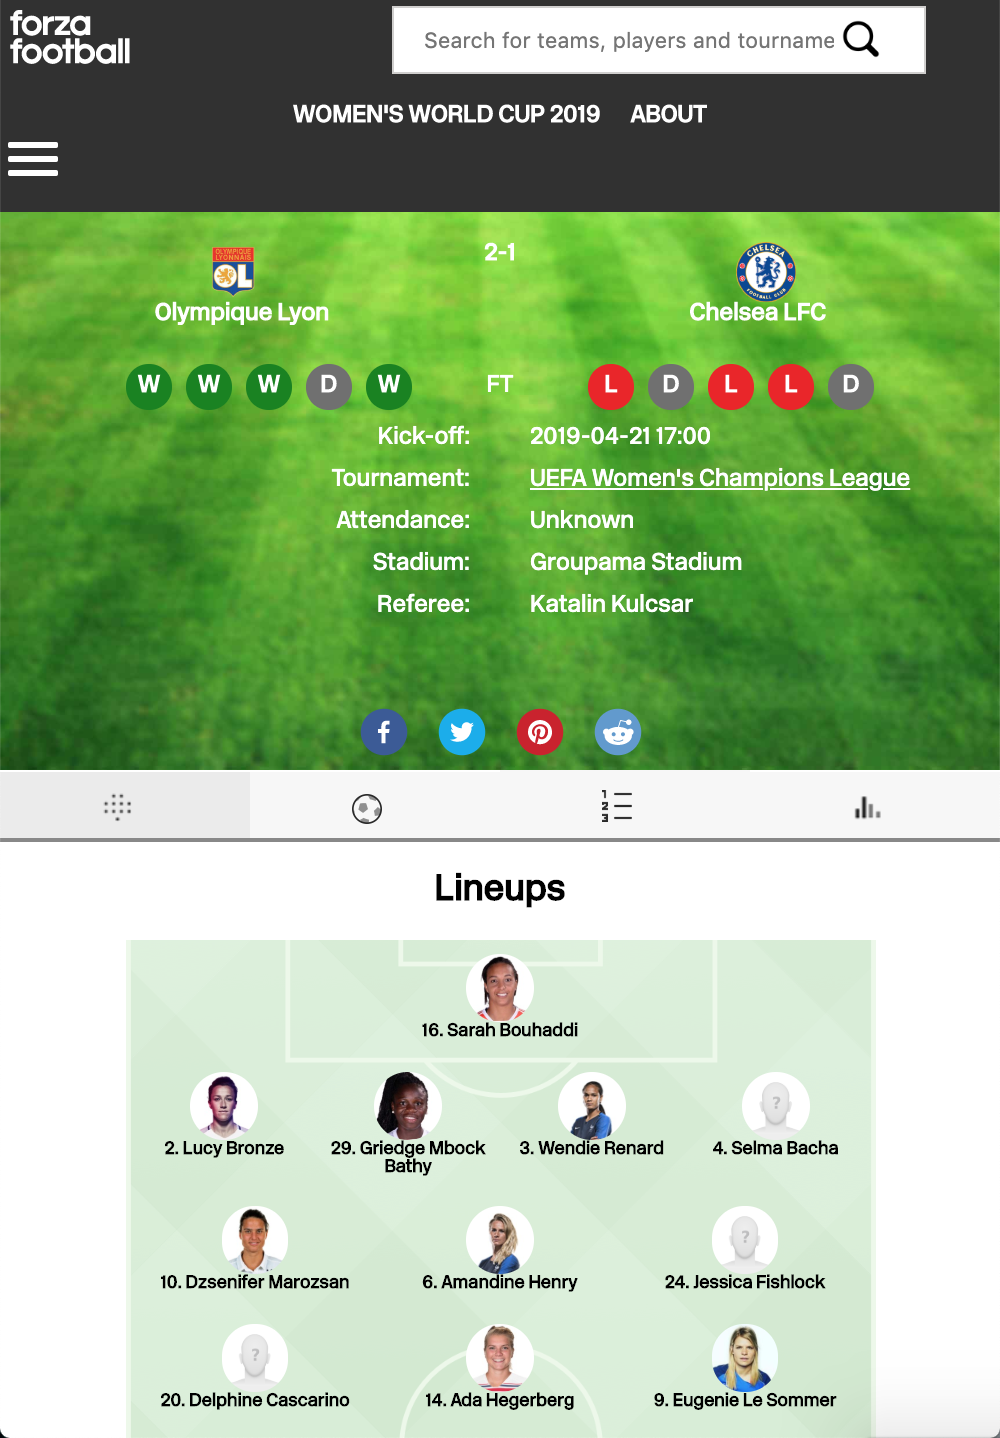 forza
football
Search for teams, players and tourname
WOMEN'S WORLD CUP 2019 ABOUT
OLYMPIQUE
LYONNAIS
OL
CHELSEA
FOOTBALL CLUB
2-1
Olympique Lyon
Chelsea LFC
W W W D W
FT
L D L L D
Kick-off: 2019-04-21 17:00
Tournament: UEFA Women's Champions League
Attendance: Unknown
Stadium: Groupama Stadium
Referee: Katalin Kulcsar
1
2
3
Lineups
16. Sarah Bouhaddi
2. Lucy Bronze
29. Griedge Mbock
Bathy
3. Wendie Renard
?
4. Selma Bacha
10. Dzsenifer Marozsan
6. Amandine Henry
?
24. Jessica Fishlock
?
20. Delphine Cascarino
14. Ada Hegerberg
9. Eugenie Le Sommer